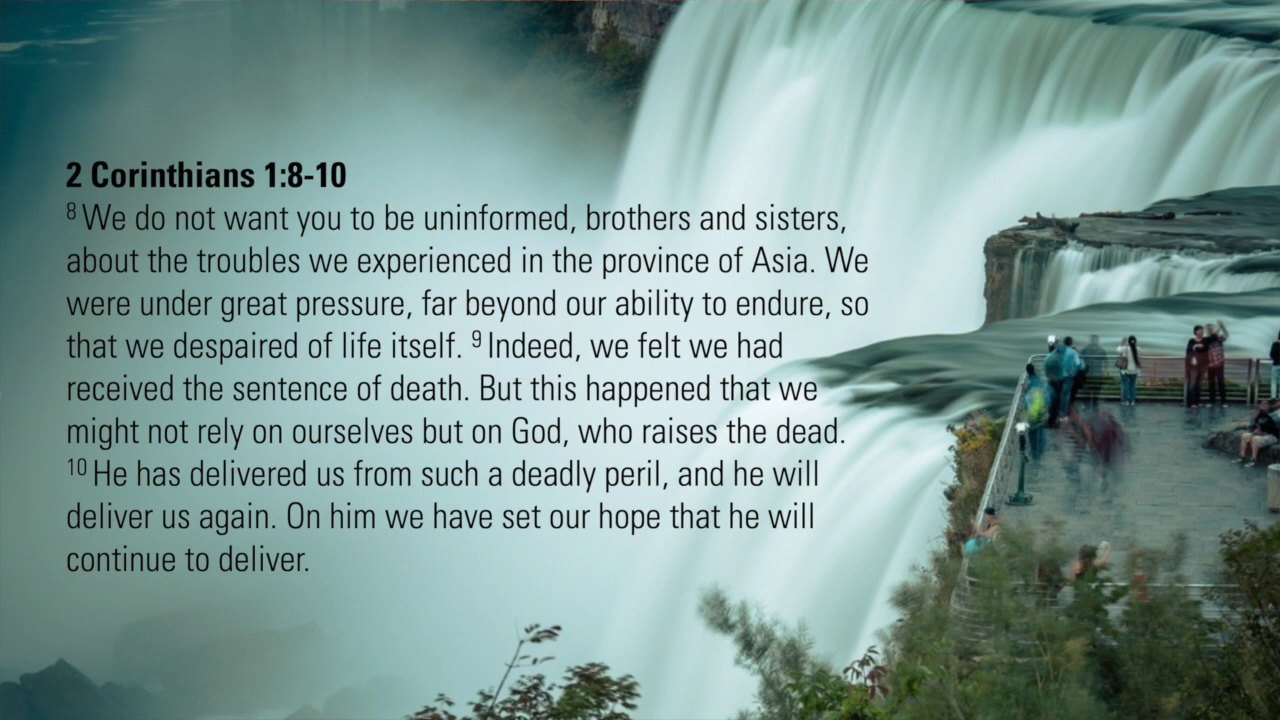 2 Corinthians 1:8-10
8 We do not want you to be uninformed, brothers and sisters,
about the troubles we experienced in the province of Asia. We
were under great pressure, far beyond our ability to endure, so
that we despaired of life itself. 9 Indeed, we felt we had
received the sentence of death. But this happened that we
might not rely on ourselves but on God, who raises the dead.
10 He has delivered us from such a deadly peril, and he will
deliver us again. On him we have set our hope that he will
continue to deliver.